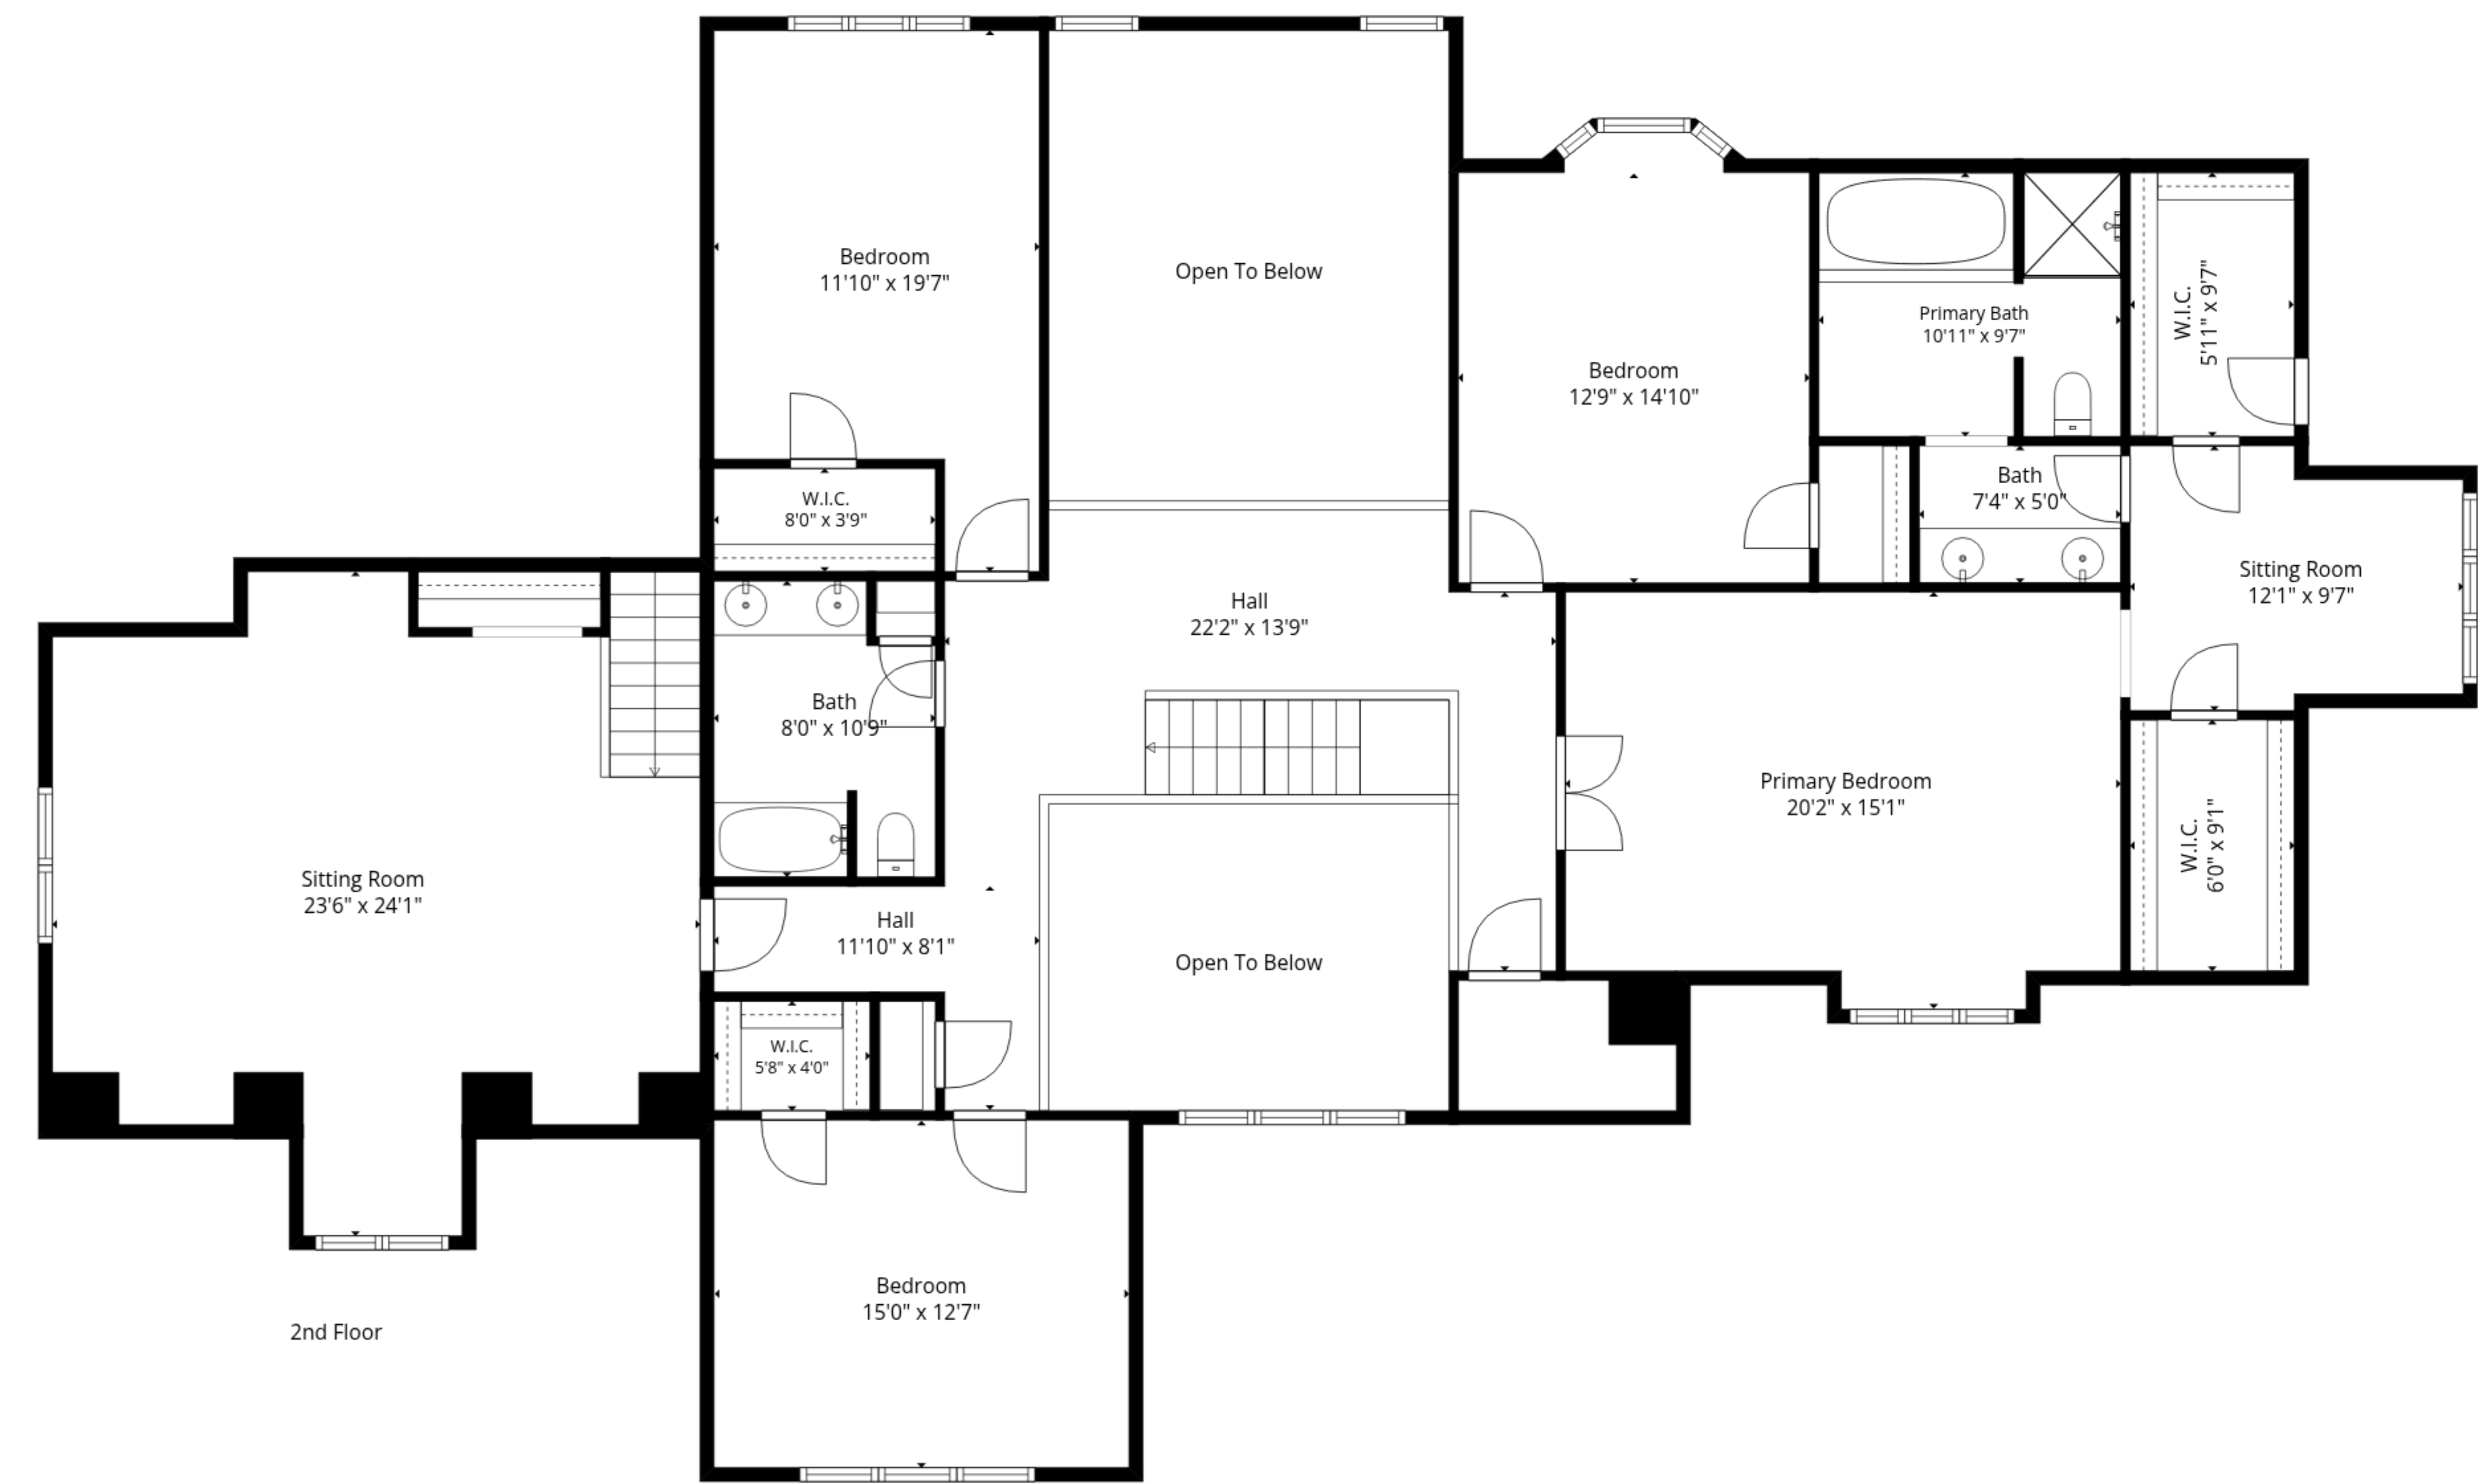 Bedroom
11'10" x 19'7"
Open To Below
Bedroom
12'9" x 14'10"
Primary Bath
10'11" x 9'7"
W.I.C.
5'11" x 9'7"
W.I.C.
8'0" x 3'9"
Bath
7'4" x 5'0"
Sitting Room
12'1" x 9'7"
Hall
22'2" x 13'9"
Bath
8'0" x 10'9"
Primary Bedroom
20'2" x 15'1"
W.I.C.
6'0" x 9'1"
Sitting Room
23'6" x 24'1"
Hall
11'10" x 8'1"
Open To Below
W.I.C.
5'8" x 4'0"
Bedroom
15'0" x 12'7"
2nd Floor